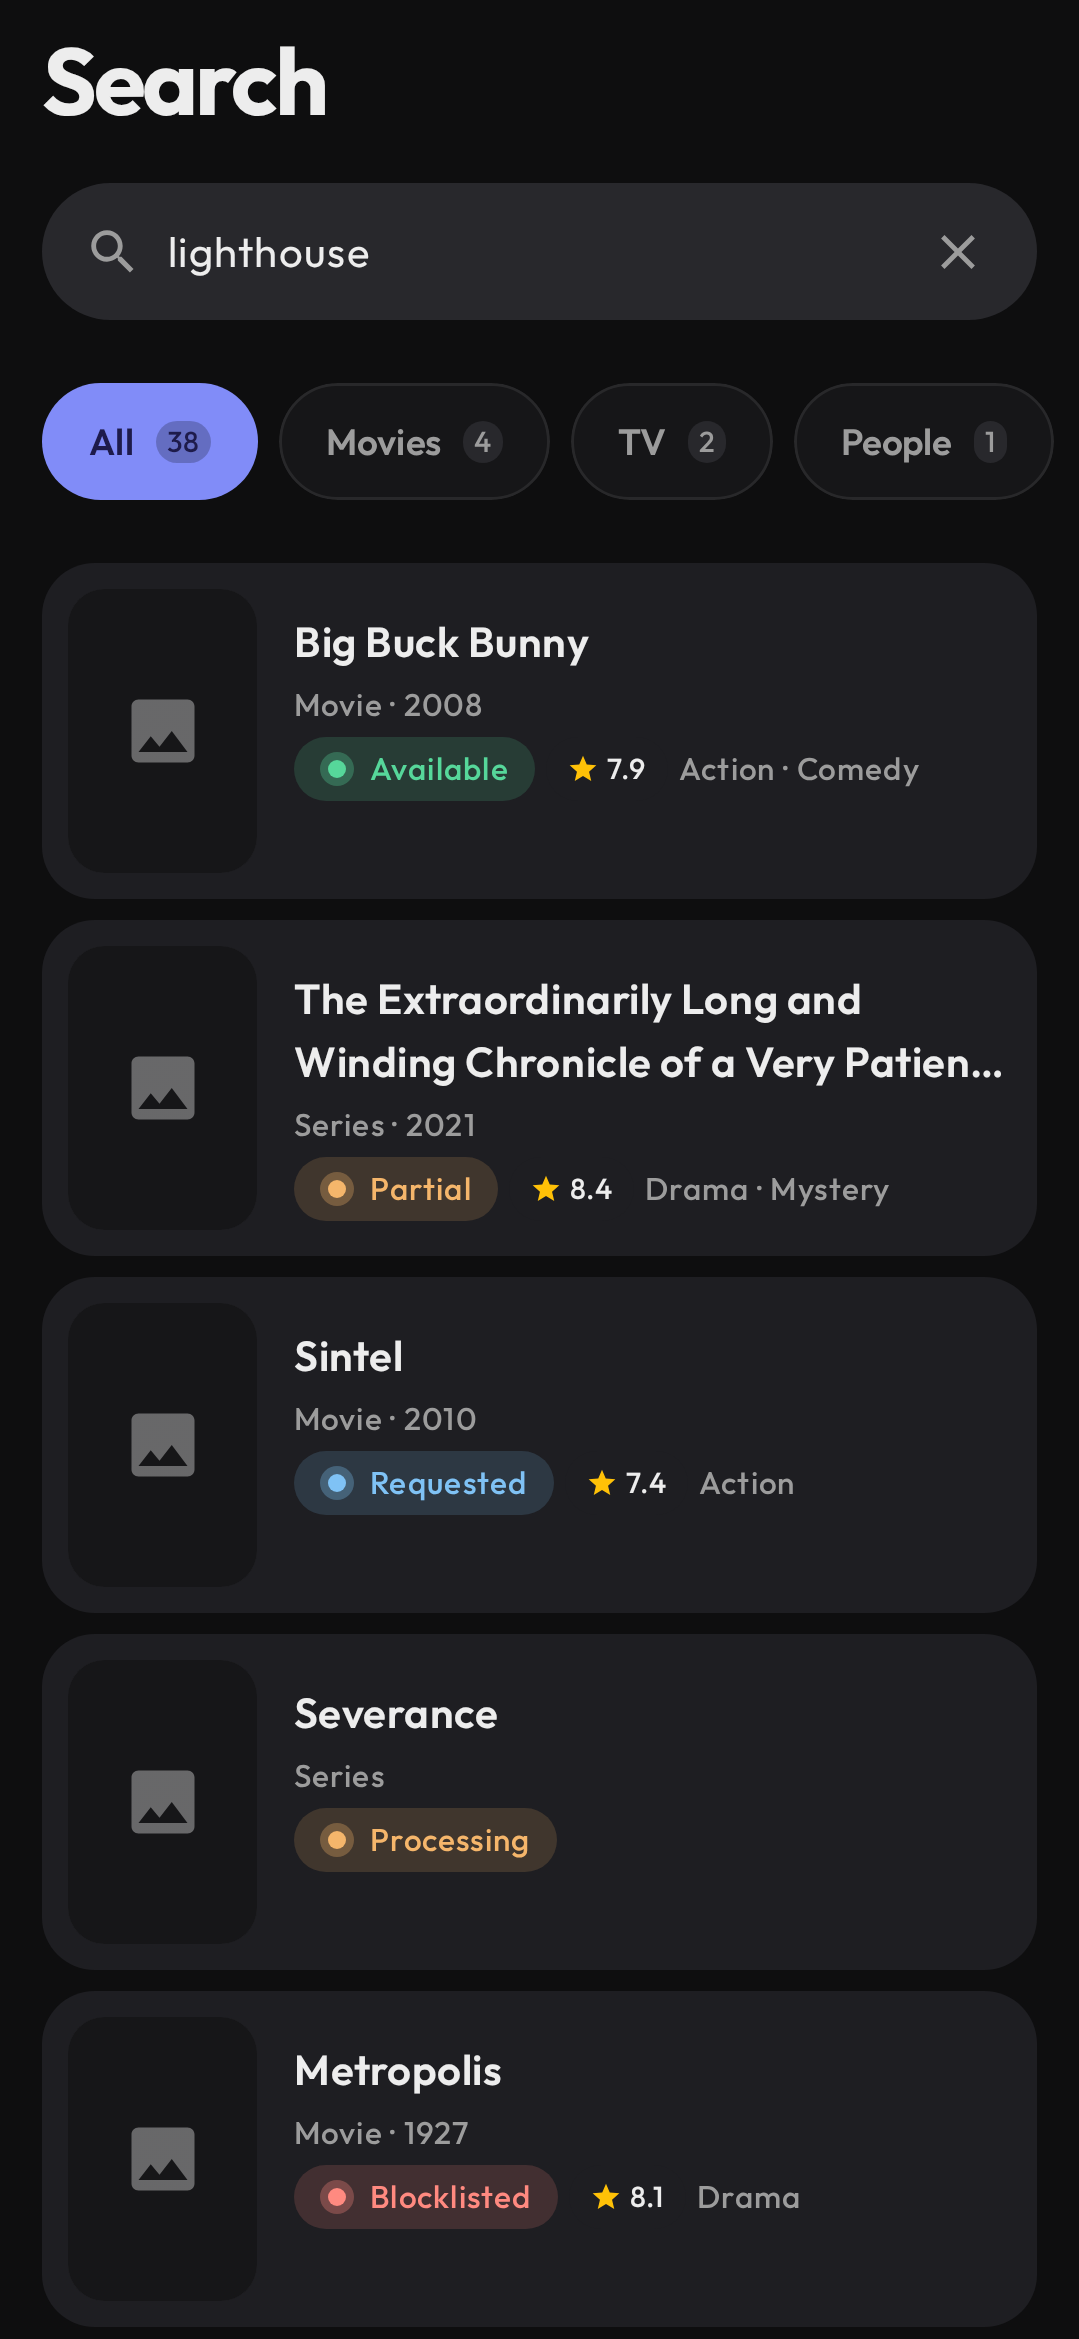 Search
lighthouse
All 38 Movies 4 TV 2 People 1
Big Buck Bunny
Movie · 2008
Available 7.9 Action · Comedy
The Extraordinarily Long and
Winding Chronicle of a Very Patien...
Series · 2021
Partial 8.4 Drama · Mystery
Sintel
Movie · 2010
Requested 7.4 Action
Severance
Series
Processing
Metropolis
Movie · 1927
Blocklisted 8.1 Drama